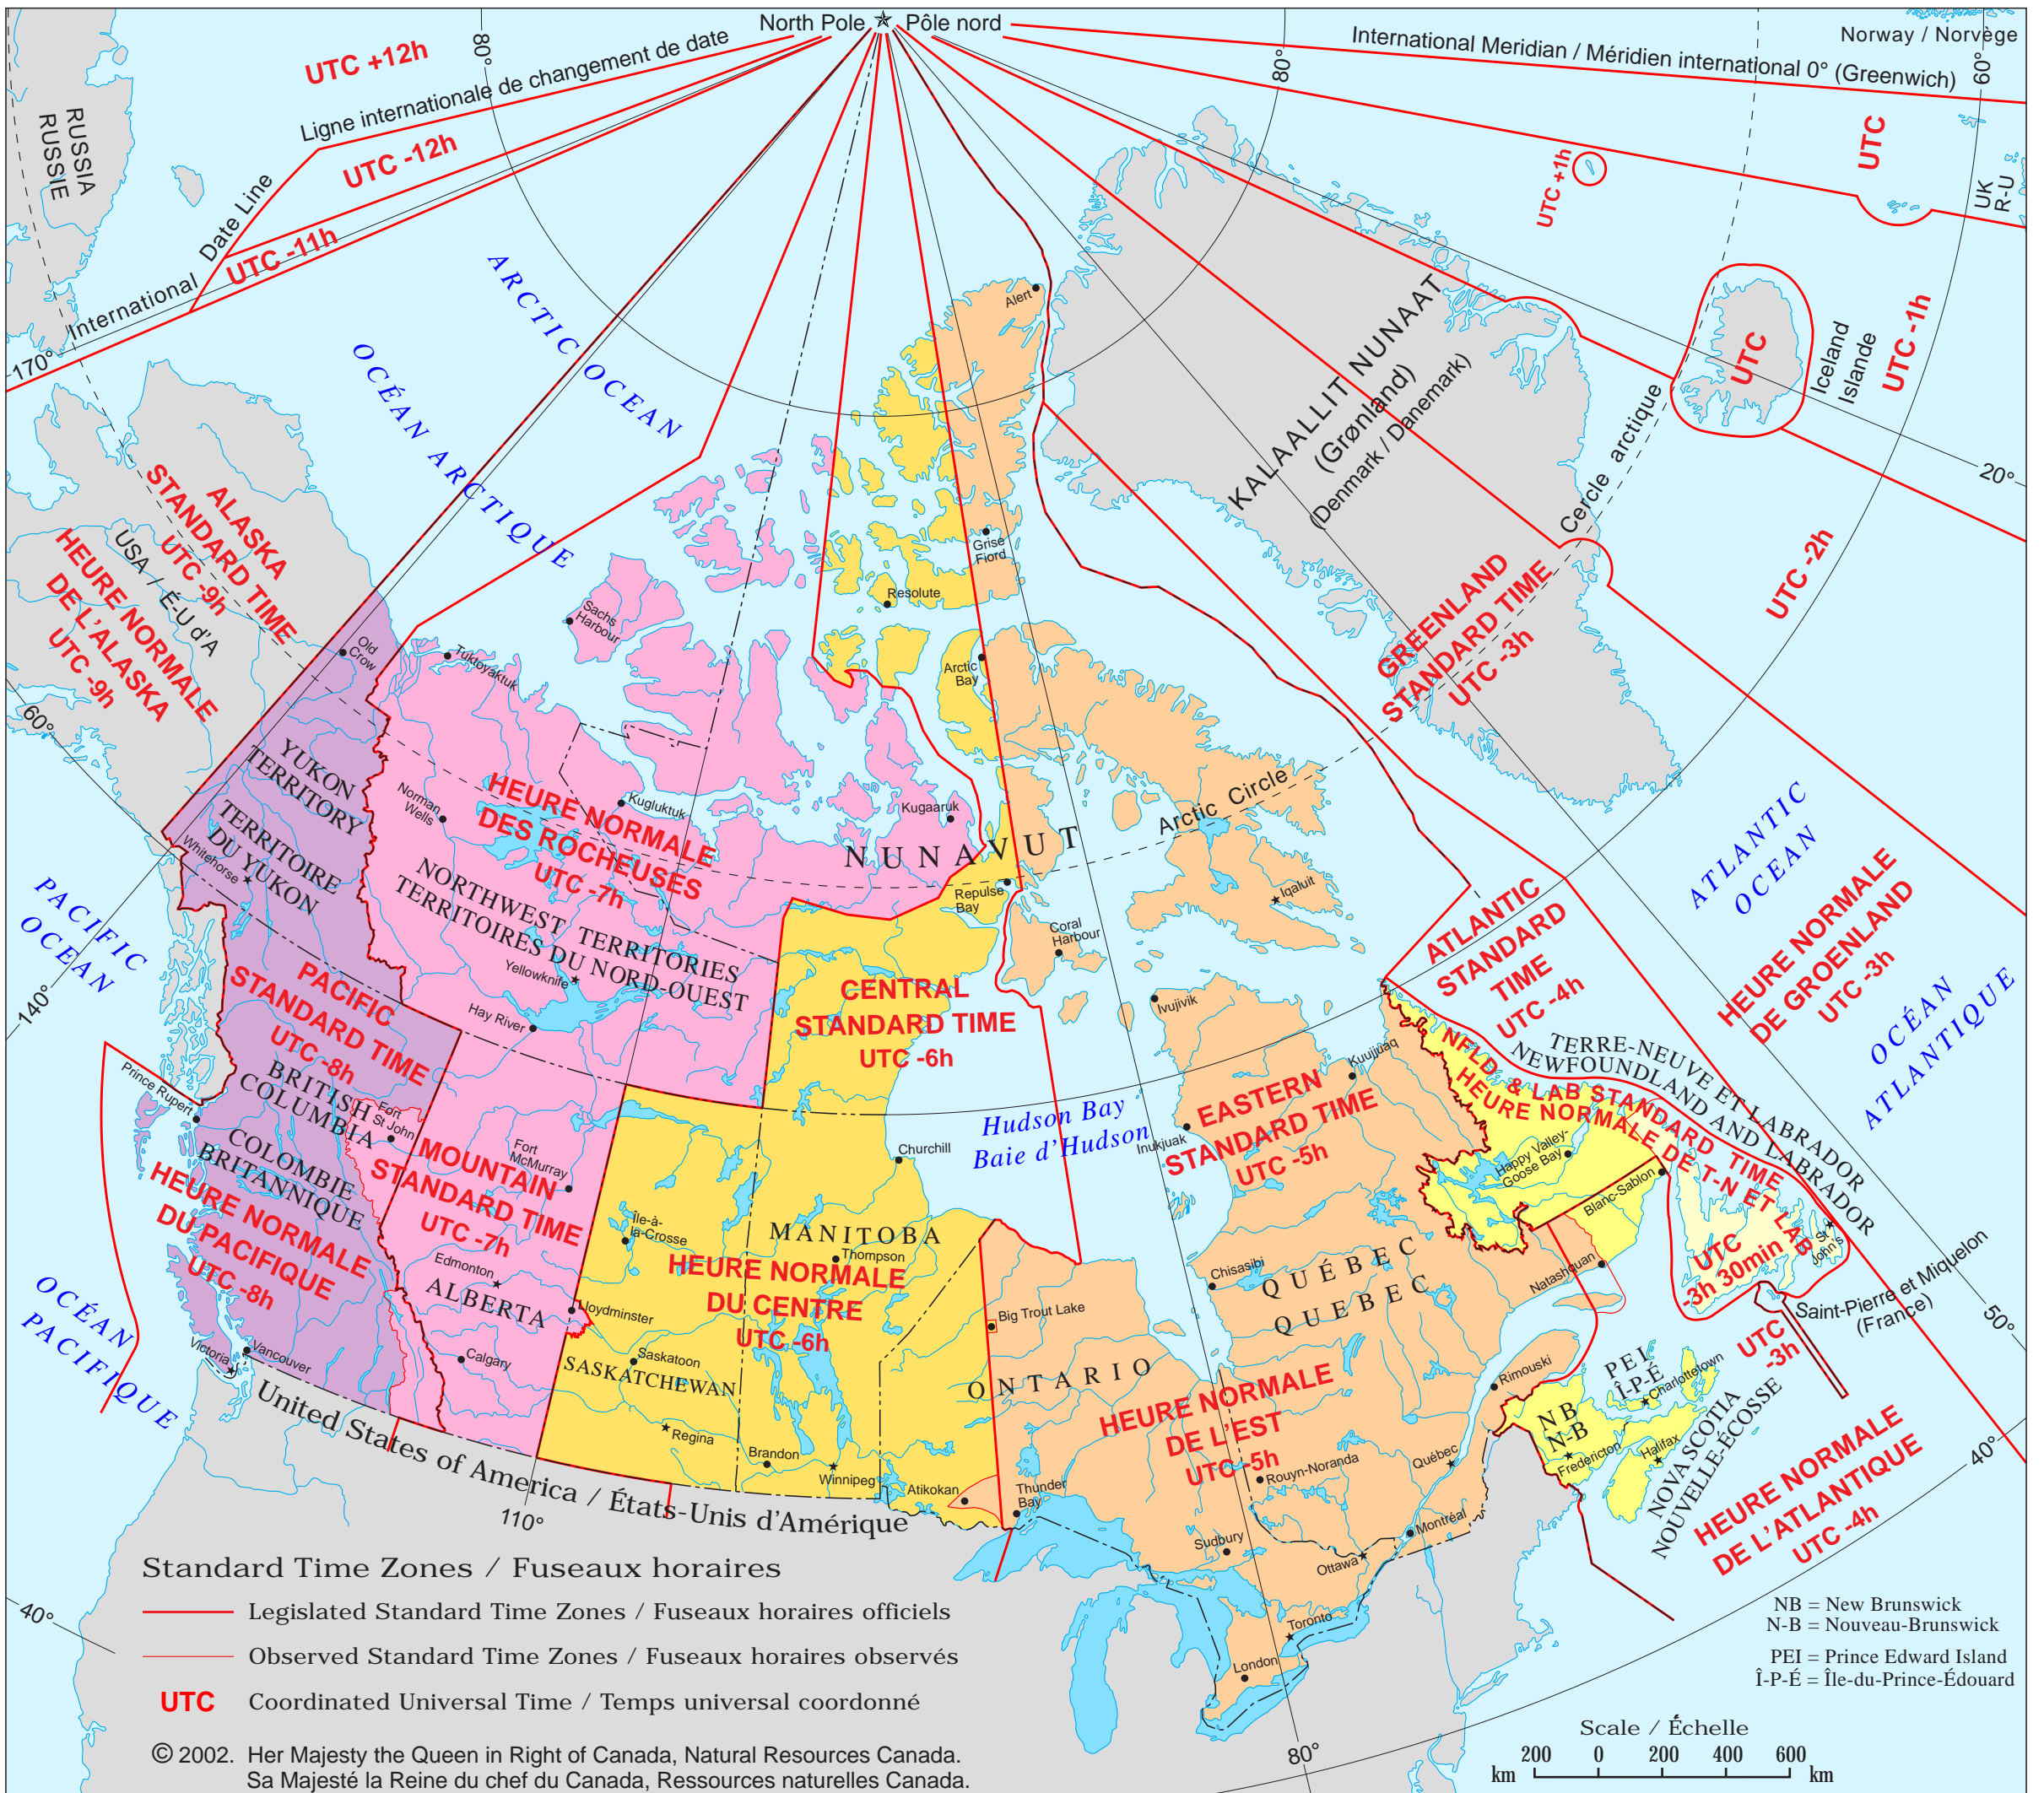 North Pole
Pôle nord
Norway / Norvège
UTC +12h
80°
Ligne internationale de changement de date
80°
International Meridian / Méridien international 0° (Greenwich)
60°
RUSSIA
RUSSIE
UTC -12h
UTC
UTC +1h
UK
R-U
International Date Line
UTC -11h
170°
ARCTIC OCEAN
OCÉAN ARCTIQUE
Alert
KALAALLIT NUNAAT
(Grønland)
(Denmark / Danemark)
UTC
Iceland
Islande
UTC -1h
Cercle arctique
20°
ALASKA
STANDARD TIME
UTC -9h
USA / É-U d'A
HEURE NORMALE
DE L'ALASKA
UTC -9h
Grise
Fiord
Resolute
Sachs
Harbour
UTC -2h
GREENLAND
STANDARD TIME
UTC -3h
Old
Crow
Tuktoyaktuk
Arctic
Bay
60°
YUKON
TERRITORY
TERRITOIRE
DU YUKON
Whitehorse
Norman
Wells
HEURE NORMALE
DES ROCHEUSES
UTC -7h
Kugluktuk
Kugaaruk
NUNAVUT
Arctic Circle
NORTHWEST TERRITORIES
TERRITOIRES DU NORD-OUEST
Yellowknife
Hay River
Repulse
Bay
Coral
Harbour
Iqaluit
ATLANTIC
OCEAN
HEURE NORMALE
DE GROENLAND
UTC -3h
OCÉAN
ATLANTIQUE
PACIFIC
OCEAN
140°
PACIFIC
STANDARD TIME
UTC -8h
CENTRAL
STANDARD TIME
UTC -6h
Ivujivik
Kuujjuaq
ATLANTIC
STANDARD
TIME
UTC -4h
TERRE-NEUVE ET LABRADOR
NEWFOUNDLAND AND LABRADOR
NFLD. & LAB STANDARD TIME
HEURE NORMALE DE T-N ET LAB
UTC
-3h 30min
Prince Rupert
BRITISH
COLUMBIA
Fort
St John
COLOMBIE
BRITANNIQUE
HEURE NORMALE
DU PACIFIQUE
UTC -8h
MOUNTAIN
STANDARD TIME
UTC -7h
Fort
McMurray
Churchill
Hudson Bay
Baie d'Hudson
Inukjuak
EASTERN
STANDARD TIME
UTC -5h
Happy Valley-
Goose Bay
Blanc-Sablon
St
John's
Île-à-
la-Crosse
MANITOBA
Thompson
HEURE NORMALE
DU CENTRE
UTC -6h
Edmonton
ALBERTA
Lloydminster
Saskatoon
SASKATCHEWAN
Calgary
Regina
Brandon
Winnipeg
Big Trout Lake
ONTARIO
Chisasibi
QUÉBEC
QUEBEC
Natashquan
Saint-Pierre et Miquelon
(France)
UTC
-3h
50°
OCÉAN
PACIFIQUE
Victoria
Vancouver
United States of America / États-Unis d'Amérique
110°
Atikokan
Thunder
Bay
HEURE NORMALE
DE L'EST
UTC -5h
Rimouski
Rouyn-Noranda
Québec
Montréal
Sudbury
Ottawa
Toronto
London
PEI
Î-P-É
Charlottetown
NB
N-B
Fredericton
Halifax
NOVA SCOTIA
NOUVELLE-ÉCOSSE
HEURE NORMALE
DE L'ATLANTIQUE
UTC -4h
40°
40°
80°
Standard Time Zones / Fuseaux horaires
Legislated Standard Time Zones / Fuseaux horaires officiels
Observed Standard Time Zones / Fuseaux horaires observés
UTC Coordinated Universal Time / Temps universal coordonné
© 2002. Her Majesty the Queen in Right of Canada, Natural Resources Canada.
Sa Majesté la Reine du chef du Canada, Ressources naturelles Canada.
NB = New Brunswick
N-B = Nouveau-Brunswick
PEI = Prince Edward Island
Î-P-É = Île-du-Prince-Édouard
Scale / Échelle
200 0 200 400 600
km km